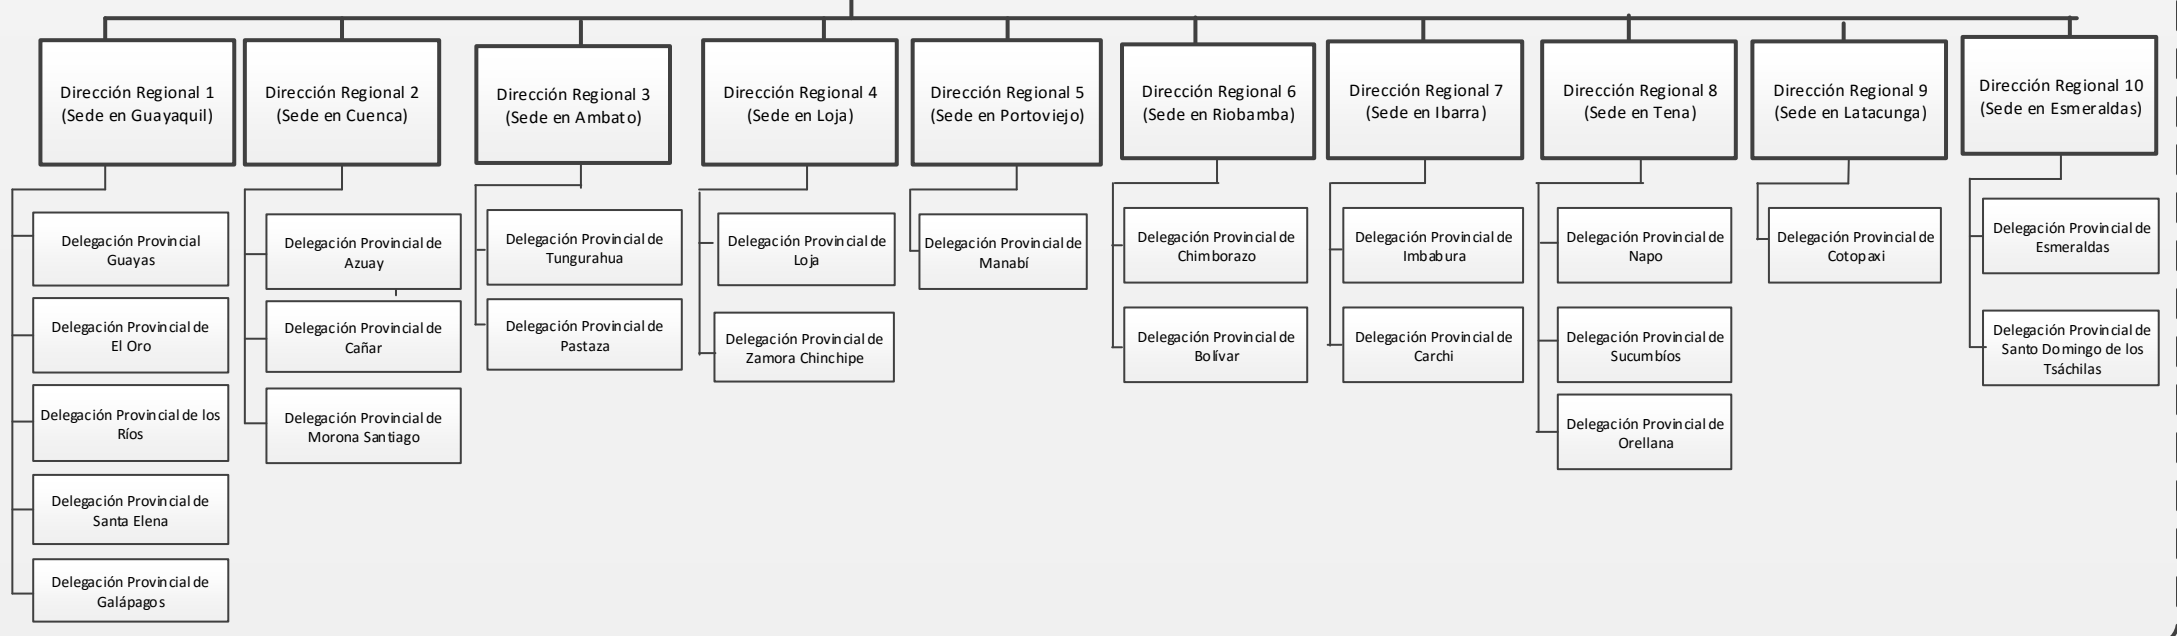 Dirección Regional 1
(Sede en Guayaquil)
Delegación Provincial
Guayas
Delegación Provincial de
El Oro
Delegación Provincial de los
Ríos
Delegación Provincial de
Santa Elena
Delegación Provincial de
Galápagos
Dirección Regional 2
(Sede en Cuenca)
Delegación Provincial de
Azuay
Delegación Provincial de
Cañar
Delegación Provincial de
Morona Santiago
Dirección Regional 3
(Sede en Ambato)
Delegación Provincial de
Tungurahua
Delegación Provincial de
Pastaza
Dirección Regional 4
(Sede en Loja)
Delegación Provincial de
Loja
Delegación Provincial de
Zamora Chinchipe
Dirección Regional 5
(Sede en Portoviejo)
Delegación Provincial de
Manabí
Dirección Regional 6
(Sede en Riobamba)
Delegación Provincial de
Chimborazo
Delegación Provincial de
Bolívar
Dirección Regional 7
(Sede en Ibarra)
Delegación Provincial de
Imbabura
Delegación Provincial de
Carchi
Dirección Regional 8
(Sede en Tena)
Delegación Provincial de
Napo
Delegación Provincial de
Sucumbíos
Delegación Provincial de
Orellana
Dirección Regional 9
(Sede en Latacunga)
Delegación Provincial de
Cotopaxi
Dirección Regional 10
(Sede en Esmeraldas)
Delegación Provincial de
Esmeraldas
Delegación Provincial de
Santo Domingo de los
Tsáchilas